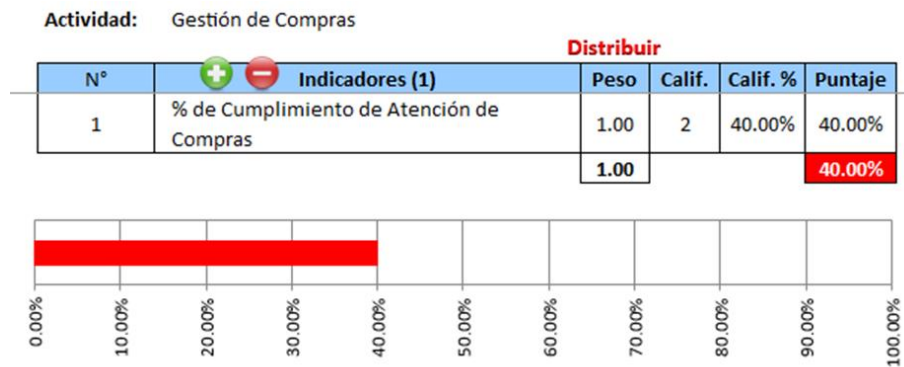 Actividad: Gestión de Compras
Distribuir
N° Indicadores (1) Peso Calif. Calif. % Puntaje
1 % de Cumplimiento de Atención de Compras 1.00 2 40.00% 40.00%
1.00 40.00%
0.00% 10.00% 20.00% 30.00% 40.00% 50.00% 60.00% 70.00% 80.00% 90.00% 100.00%